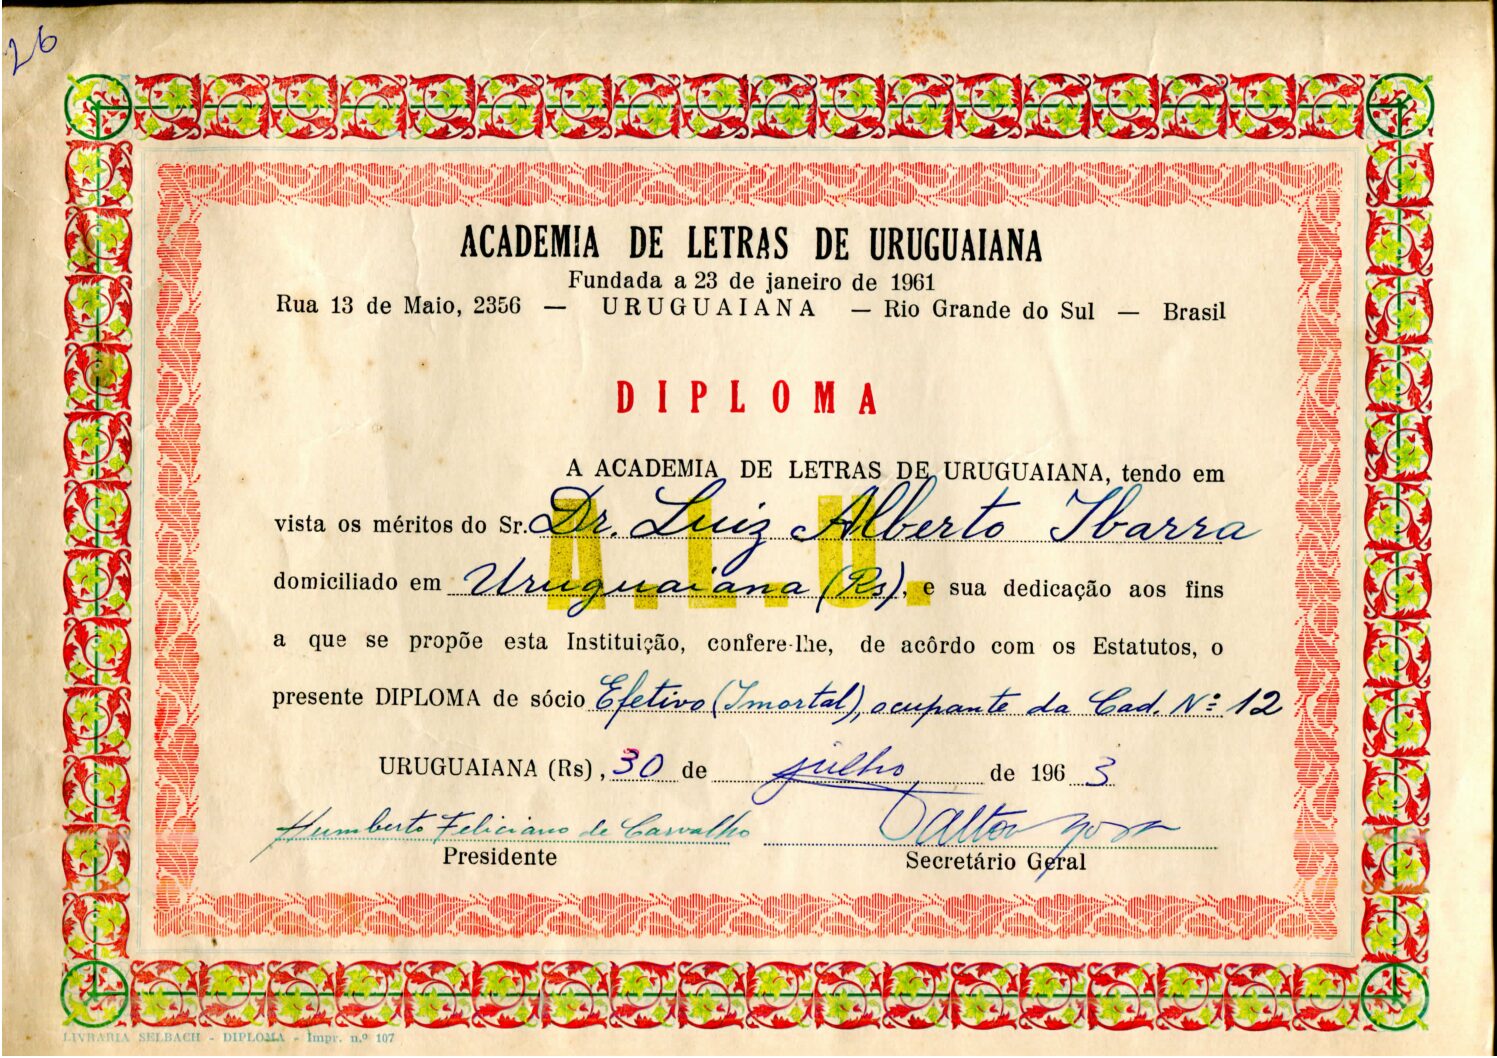 26
ACADEMIA DE LETRAS DE URUGUAIANA
Fundada a 23 de janeiro de 1961
Rua 13 de Maio, 2356 — URUGUAIANA — Rio Grande do Sul — Brasil
DIPLOMA
A ACADEMIA DE LETRAS DE URUGUAIANA, tendo em
vista os méritos do Sr. Dr. Luiz Alberto Ibarra
A.L.U.
domiciliado em Uruguaiana (Rs), e sua dedicação aos fins
a que se propõe esta Instituição, confere-lhe, de acôrdo com os Estatutos, o
presente DIPLOMA de sócio Efetivo (Imortal), ocupante da Cad. Nº 12
URUGUAIANA (Rs), 30 de julho de 1963
Humberto Feliciano de Carvalho
Presidente
Secretário Geral
LIVRARIA SELBACH - DIPLOMA - Impr. n.º 107